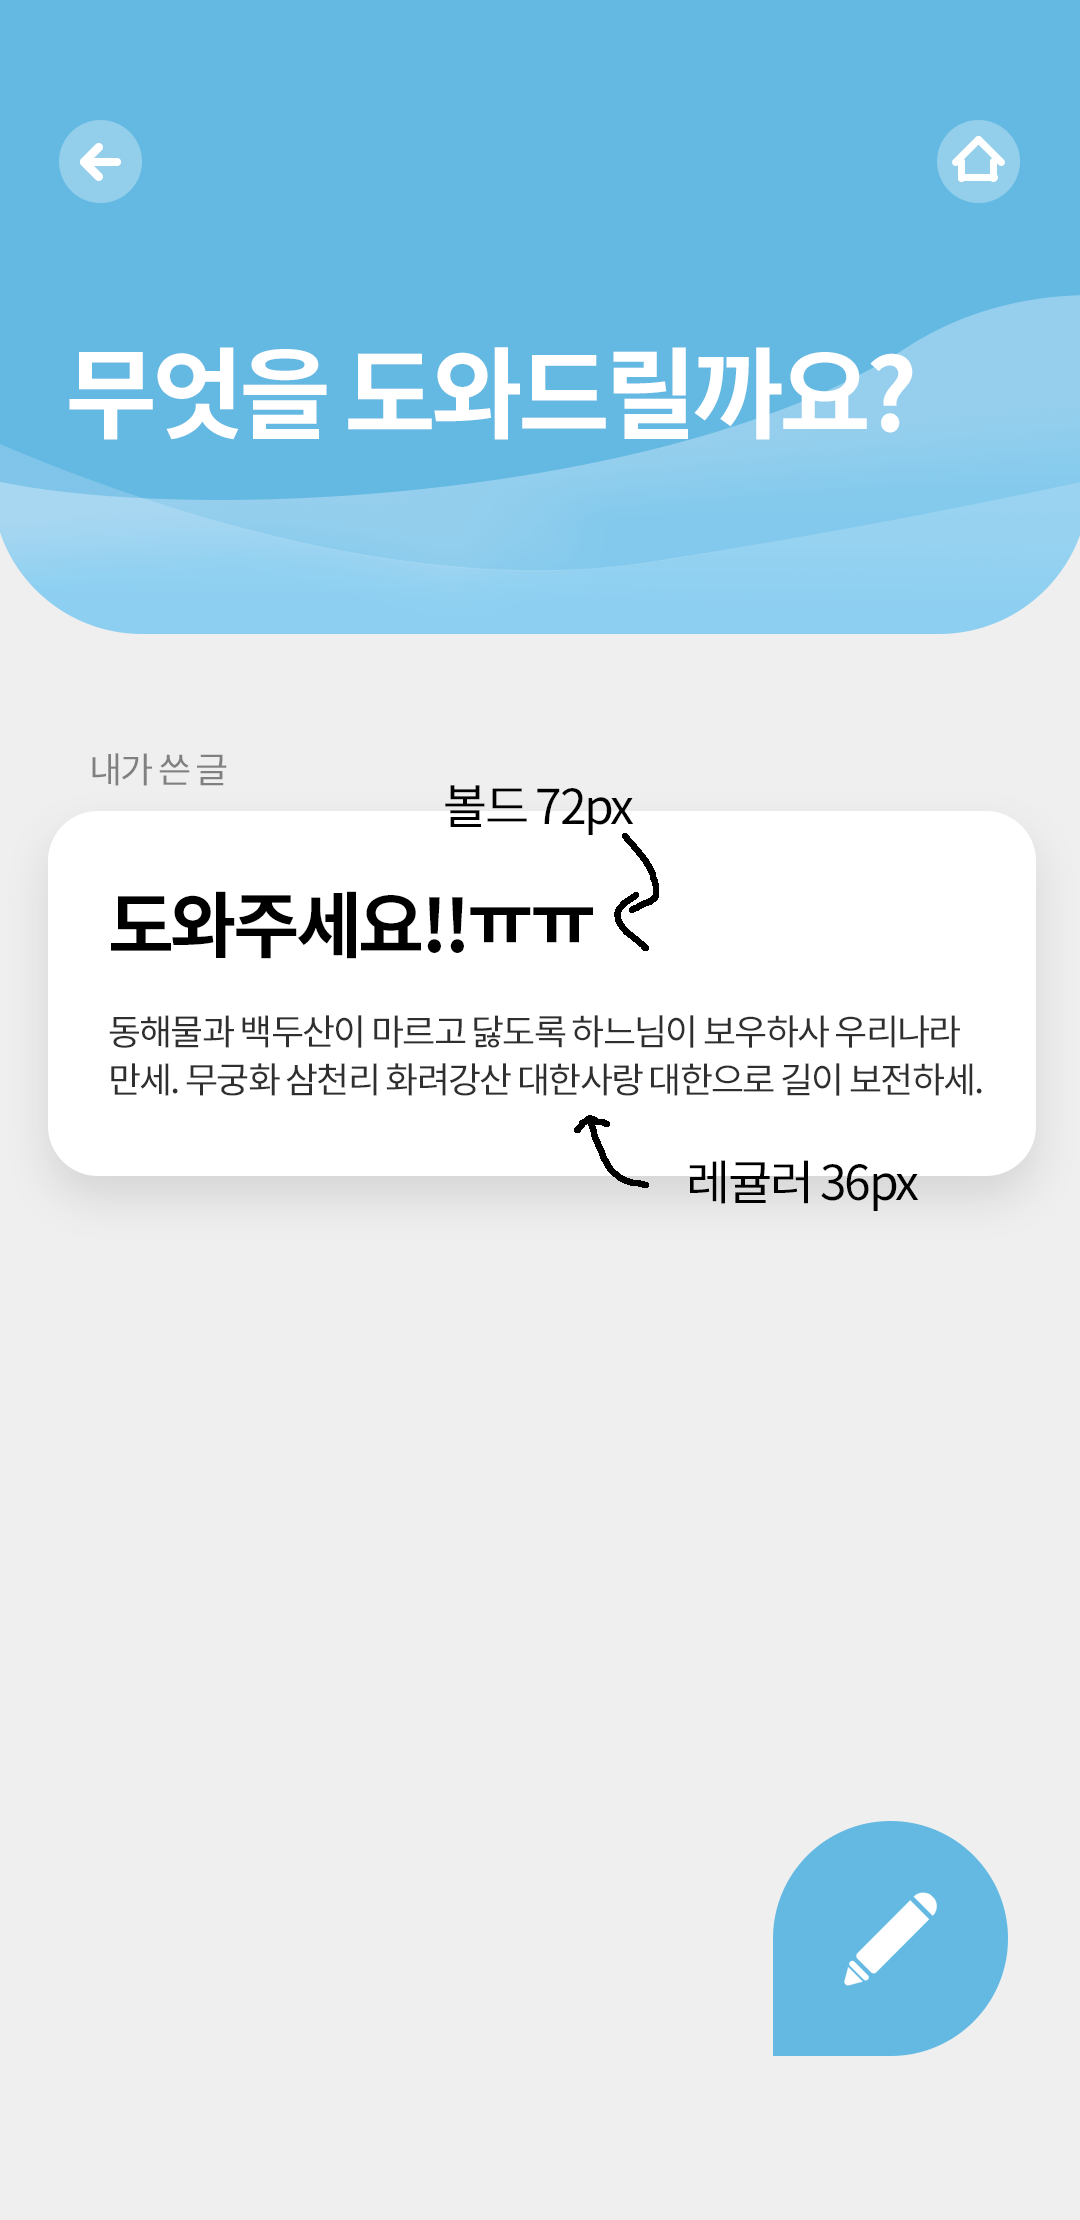 무엇을 도와드릴까요?
내가 쓴 글
볼드 72px
도와주세요!!ㅠㅠ
동해물과 백두산이 마르고 닳도록 하느님이 보우하사 우리나라
만세. 무궁화 삼천리 화려강산 대한사랑 대한으로 길이 보전하세.
레귤러 36px